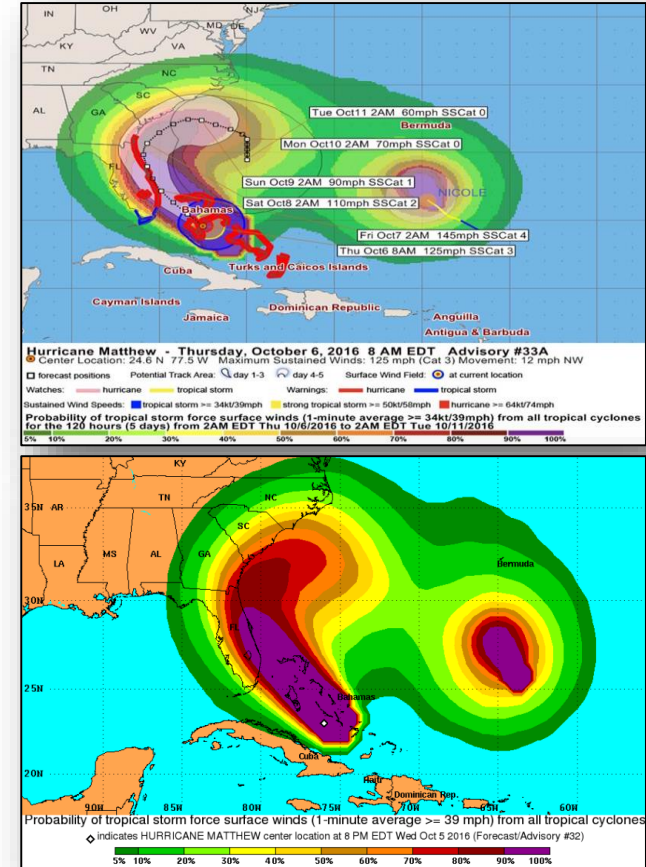 IN
OH
NJ
MD
DE
WV
KY
VA
TN
NC
SC
AL
GA
FL
Tue Oct11 2AM 60mph SSCat 0
Bermuda
Mon Oct10 2AM 70mph SSCat 0
Sun Oct9 2AM 90mph SSCat 1
NICOLE
Sat Oct8 2AM 110mph SSCat 2
Bahamas
Fri Oct7 2AM 145mph SSCat 4
Thu Oct6 8AM 125mph SSCat 3
Cuba
Turks and Caicos Islands
Cayman Islands
Dominican Republic
Jamaica
Anguilla
Antigua & Barbuda
Hurricane Matthew - Thursday, October 6, 2016 8 AM EDT Advisory #33A
Center Location: 24.6 N 77.5 W Maximum Sustained Winds: 125 mph (Cat 3) Movement: 12 mph NW
forecast positions Potential Track Area: day 1-3 day 4-5 Surface Wind Field: at current location
Watches: hurricane tropical storm Warnings: hurricane tropical storm
Sustained Wind Speeds: tropical storm >= 34kt/39mph strong tropical storm >= 50kt/58mph hurricane >= 64kt/74mph
Probability of tropical storm force surface winds (1-minute average >= 34kt/39mph) from all tropical cyclones
for the 120 hours (5 days) from 2AM EDT Thu 10/6/2016 to 2AM EDT Tue 10/11/2016
5% 10% 20% 30% 40% 50% 60% 70% 80% 90% 100%
KY
TN
NC
35N
AR
SC
MS
AL
GA
LA
Bermuda
30N
FL
25N
Bahamas
Cuba
20N
Haiti
Dominican Rep.
90W 85W 80W 75W 70W 65W 60W
Probability of tropical storm force surface winds (1-minute average >= 39 mph) from all tropical cyclones
indicates HURRICANE MATTHEW center location at 8 PM EDT Wed Oct 5 2016 (Forecast/Advisory #32)
5% 10% 20% 30% 40% 50% 60% 70% 80% 90% 100%